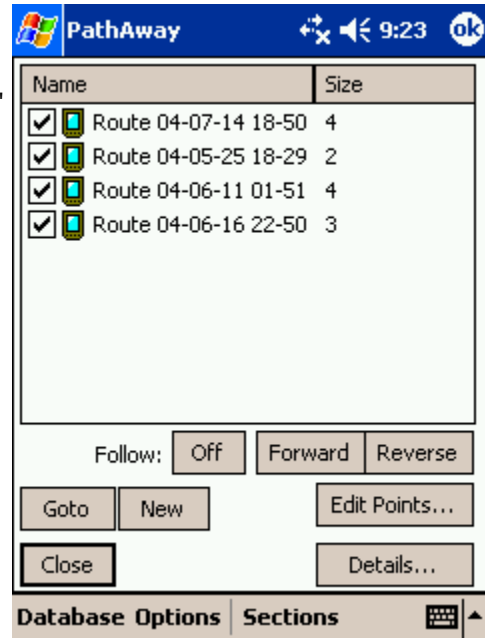 PathAway 9:23 ok
Name Size
Route 04-07-14 18-50 4
Route 04-05-25 18-29 2
Route 04-06-11 01-51 4
Route 04-06-16 22-50 3
Follow: Off Forward Reverse
Goto New Edit Points...
Close Details...
Database Options Sections